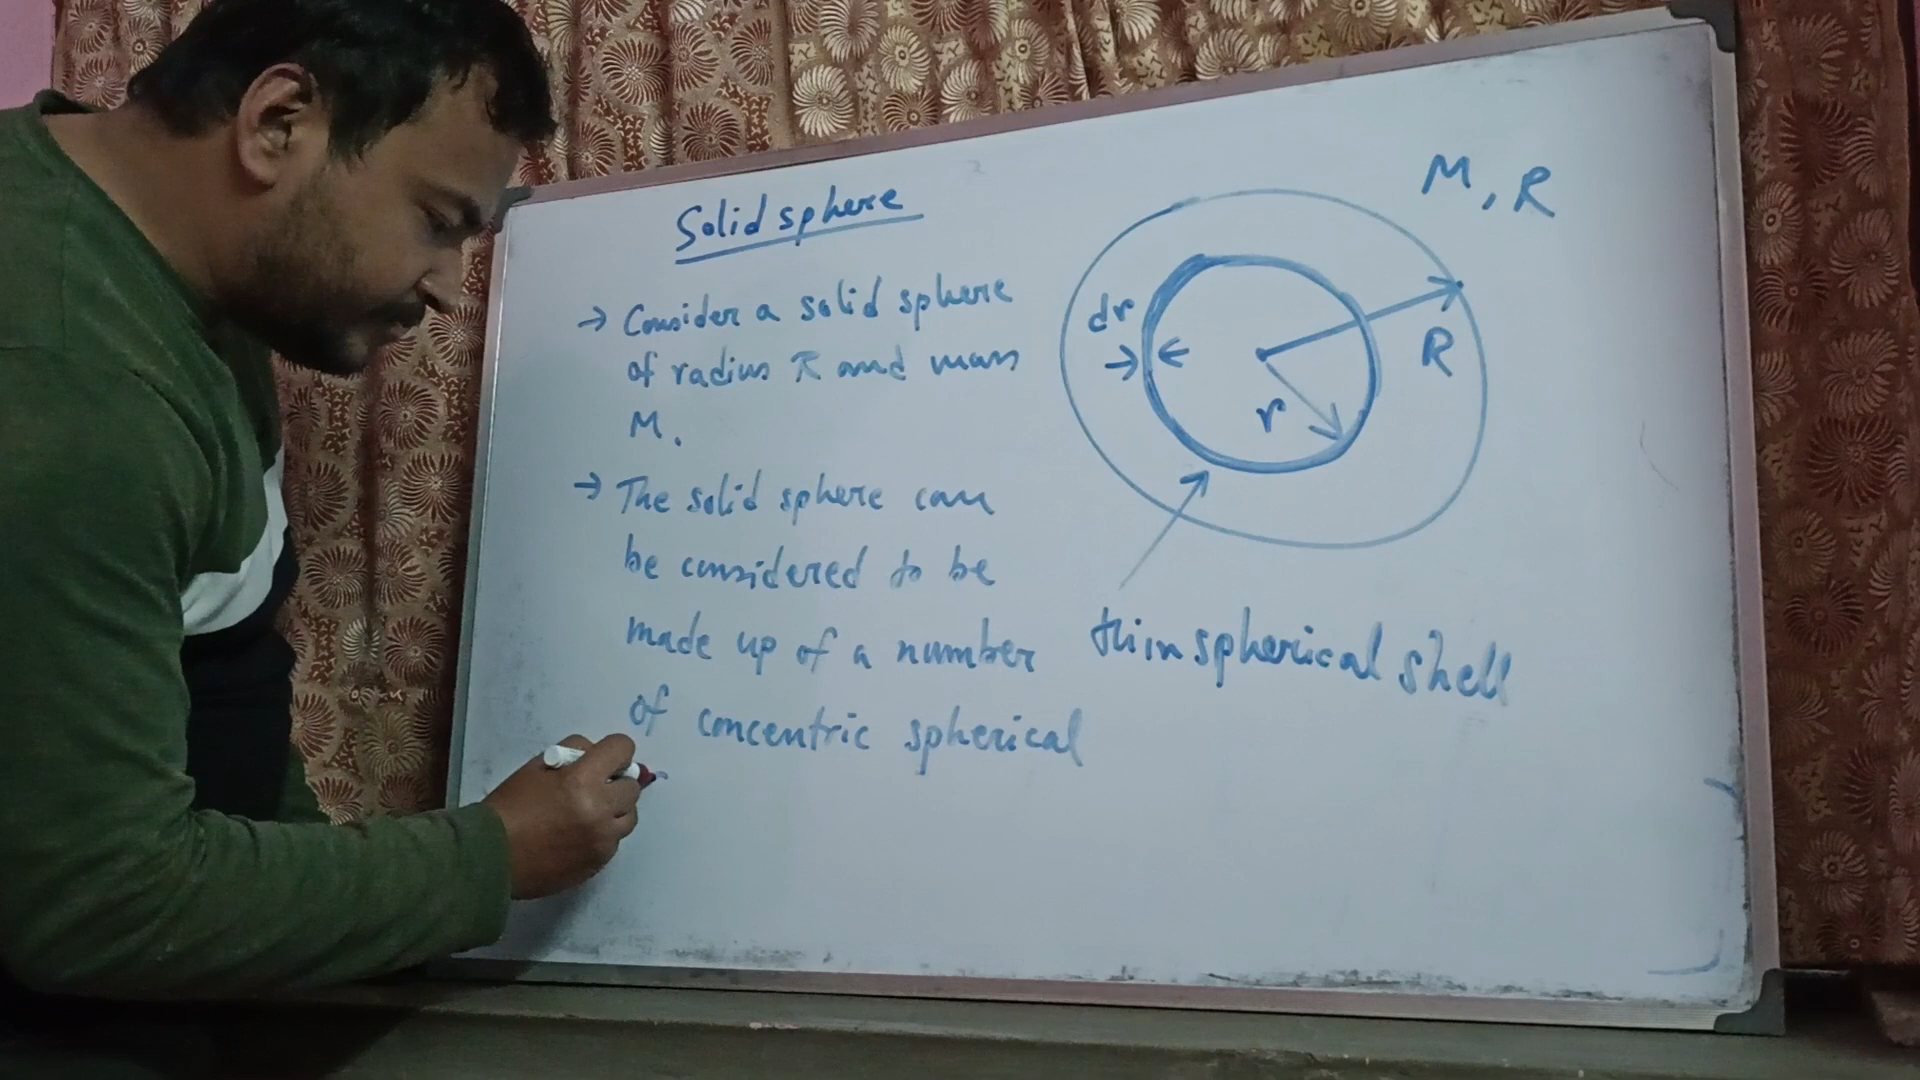 Solid sphere
→ Consider a solid sphere
of radius R and mass
M.
→ The solid sphere can
be considered to be
made up of a number
of concentric spherical
M, R
dr
R
r
thin spherical shell